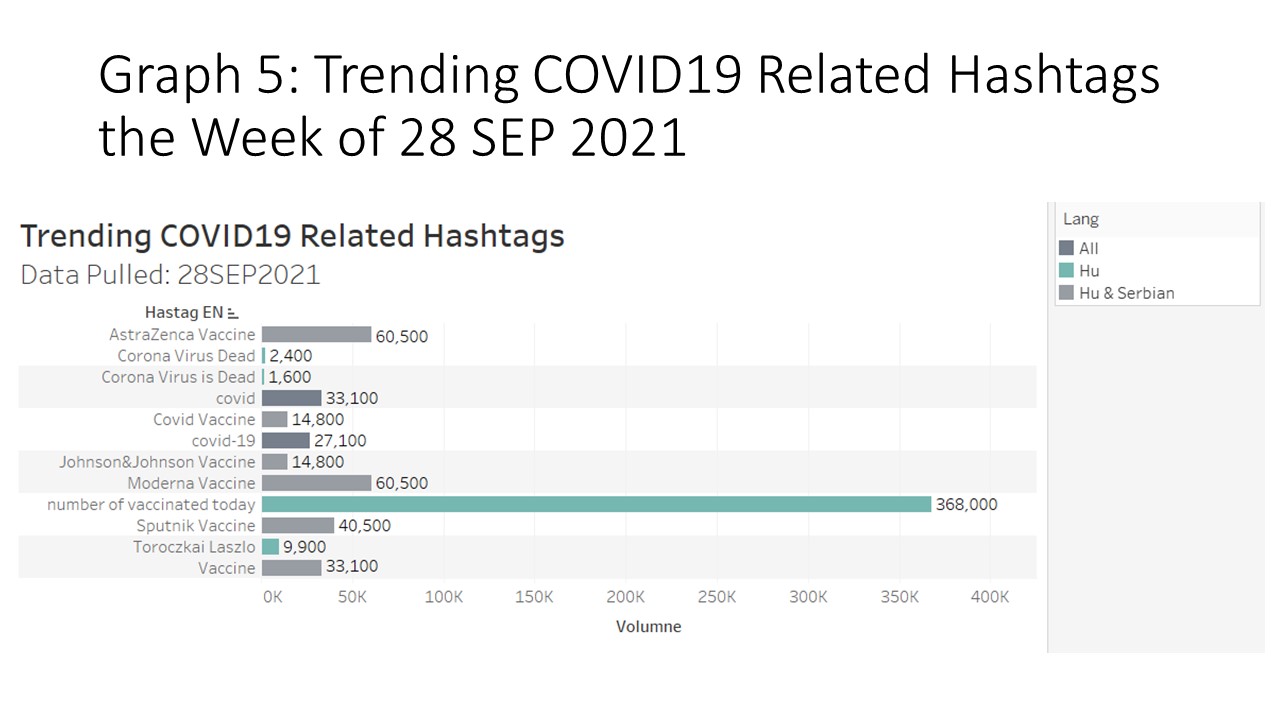 Graph 5: Trending COVID19 Related Hashtags
the Week of 28 SEP 2021
Trending COVID19 Related Hashtags
Data Pulled: 28SEP2021
Lang
All
Hu
Hu & Serbian
Hastag EN
AstraZenca Vaccine 60,500
Corona Virus Dead 2,400
Corona Virus is Dead 1,600
covid 33,100
Covid Vaccine 14,800
covid-19 27,100
Johnson&Johnson Vaccine 14,800
Moderna Vaccine 60,500
number of vaccinated today 368,000
Sputnik Vaccine 40,500
Toroczkai Laszlo 9,900
Vaccine 33,100
0K 50K 100K 150K 200K 250K 300K 350K 400K
Volumne